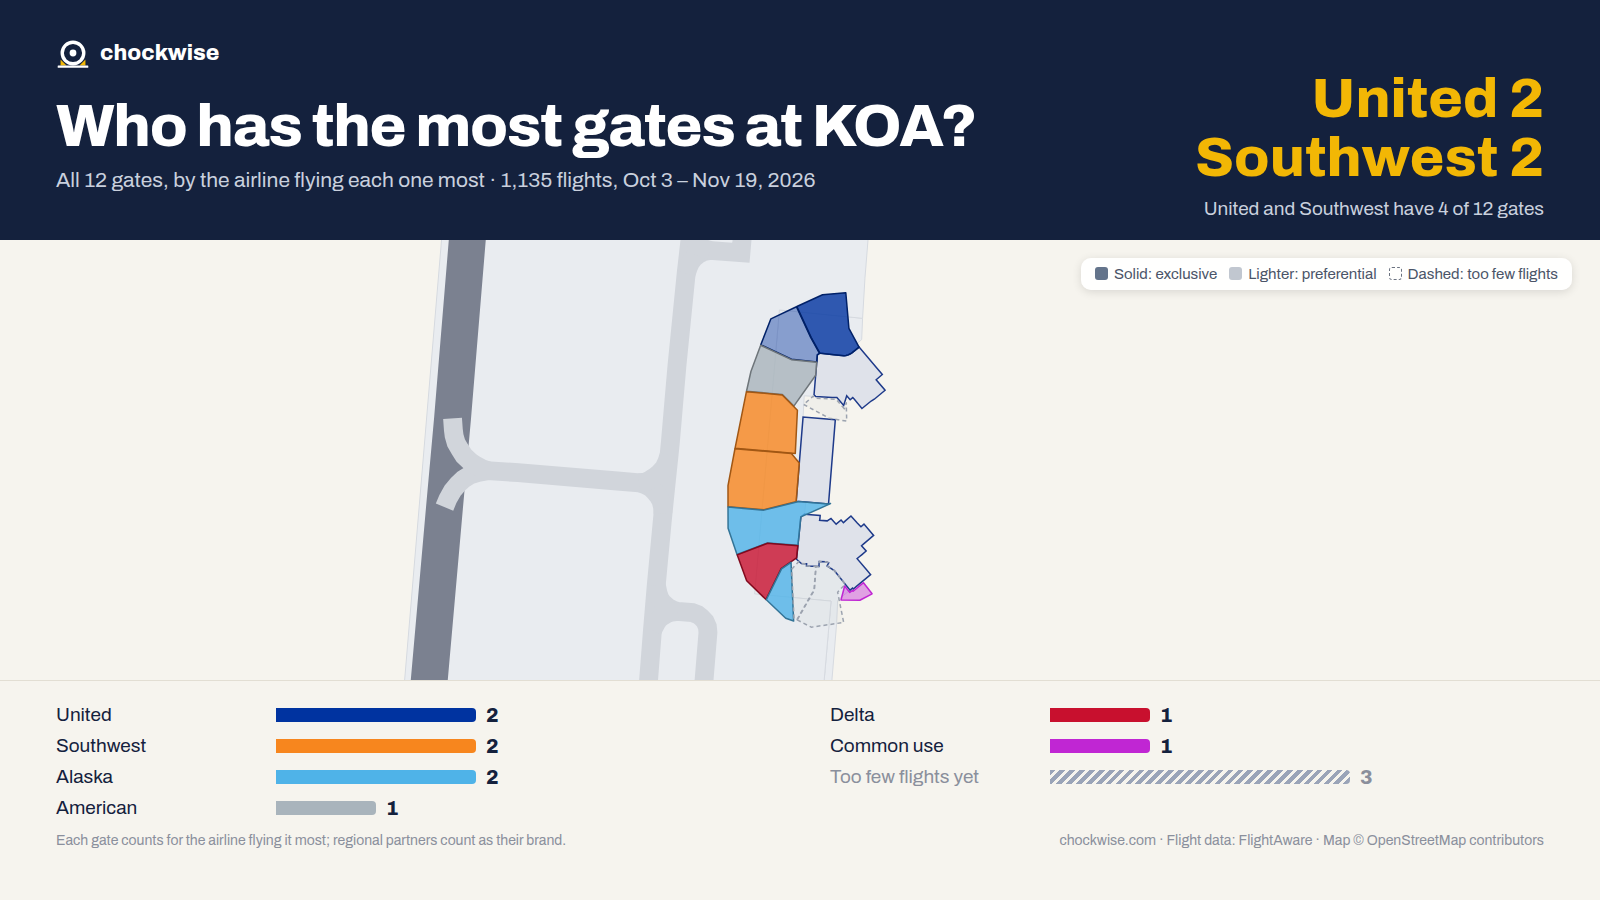 chockwise
Who has the most gates at KOA?
All 12 gates, by the airline flying each one most · 1,135 flights, Oct 3 – Nov 19, 2026
United 2
Southwest 2
United and Southwest have 4 of 12 gates
Solid: exclusive Lighter: preferential Dashed: too few flights
United 2
Southwest 2
Alaska 2
American 1
Delta 1
Common use 1
Too few flights yet 3
Each gate counts for the airline flying it most; regional partners count as their brand.
chockwise.com · Flight data: FlightAware · Map © OpenStreetMap contributors